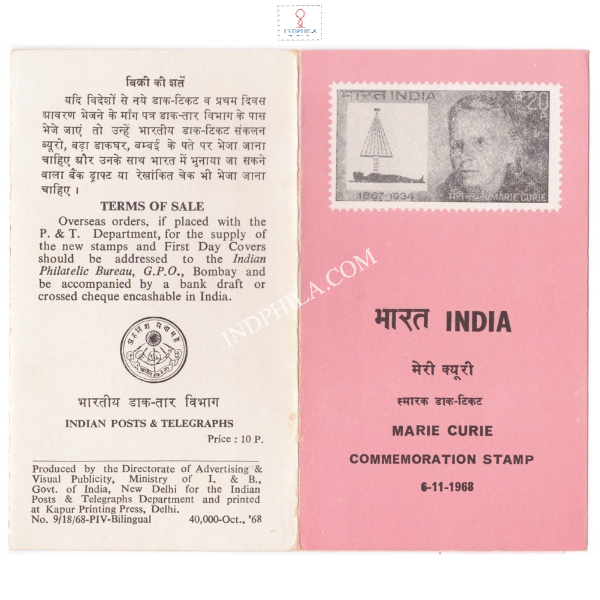 INDPHILA
बिक्री की शर्तें
यदि विदेशों से नये डाक-टिकट व प्रथम दिवस
आवरण भेजने के माँग पत्र डाक-तार विभाग के पास
भेजे जाएं तो उन्हें भारतीय डाक-टिकट संकलन
ब्यूरो, बड़ा डाकघर, बम्बई के पते पर भेजा जाना
चाहिए और उनके साथ भारत में भुनाया जा सकने
वाला बैंक ड्राफ्ट या रेखांकित चेक भी भेजा जाना
चाहिए ।
TERMS OF SALE
Overseas orders, if placed with the
P. & T. Department, for the supply of
the new stamps and First Day Covers
should be addressed to the Indian
Philatelic Bureau, G.P.O., Bombay and
be accompanied by a bank draft or
crossed cheque encashable in India.
भारतीय डाक-तार विभाग
INDIAN POSTS & TELEGRAPHS
Price : 10 P.
Produced by the Directorate of Advertising &
Visual Publicity, Ministry of I. & B.,
Govt. of India, New Delhi for the Indian
Posts & Telegraphs Department and printed
at Kapur Printing Press, Delhi.
No. 9/18/68-PIV-Bilingual 40,000-Oct., '68
भारत INDIA
20
1867-1934
MARIE CURIE
भारत INDIA
मेरी क्यूरी
स्मारक डाक-टिकट
MARIE CURIE
COMMEMORATION STAMP
6-11-1968
INDPHILA.COM